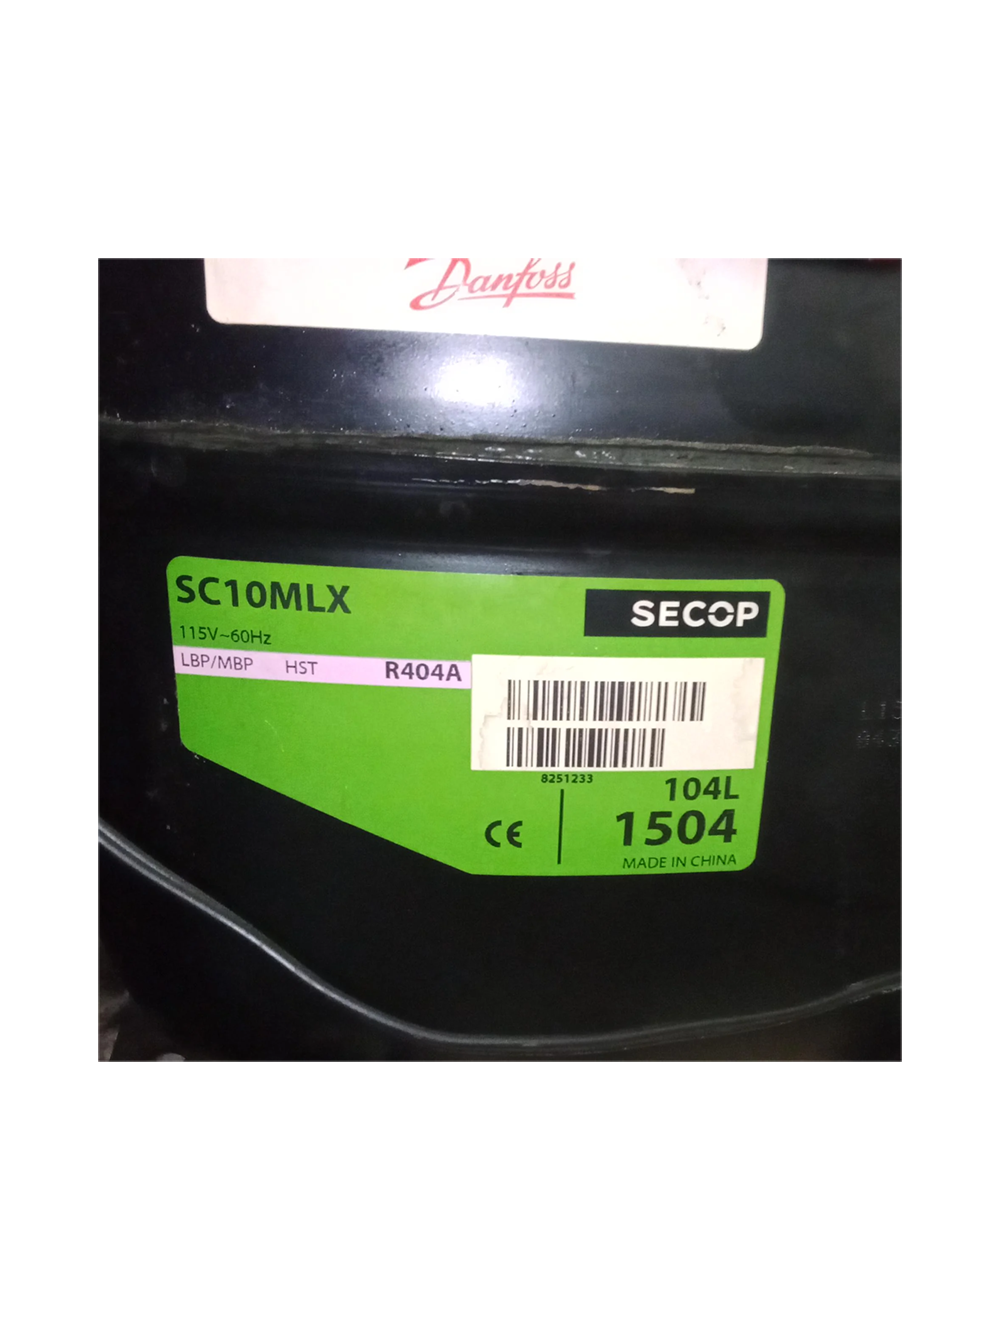 Danfoss
SC10MLX
SECOP
115V~60Hz
LBP/MBP HST R404A
8251233
104L
1504
CE
MADE IN CHINA